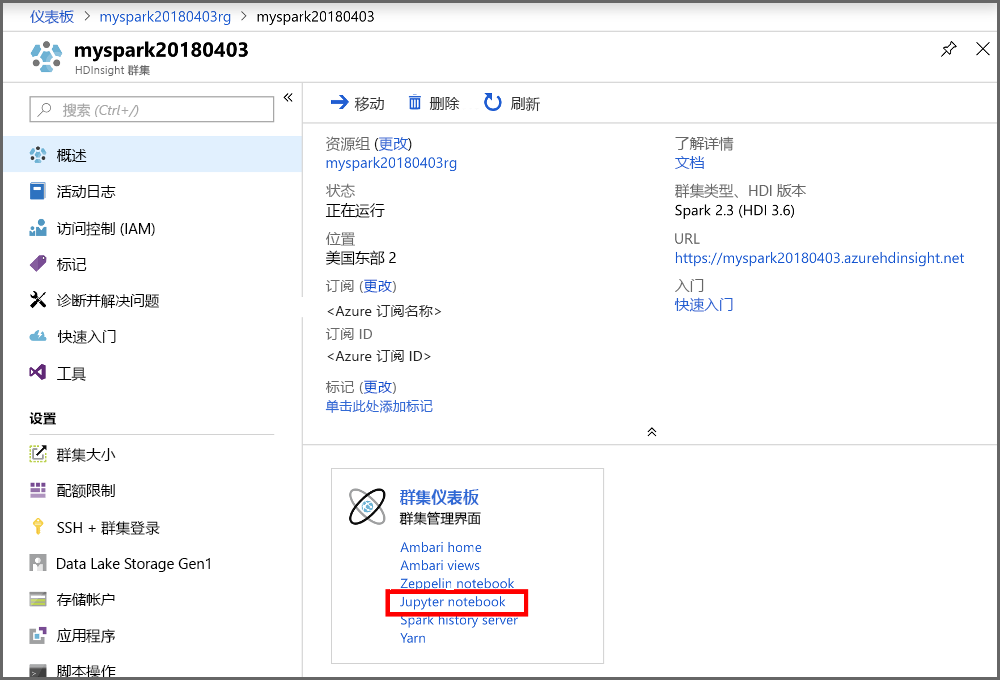 仪表板 > myspark20180403rg > myspark20180403
myspark20180403
HDInsight 群集
搜索 (Ctrl+/)
概述
活动日志
访问控制 (IAM)
标记
诊断并解决问题
快速入门
工具
设置
群集大小
配额限制
SSH + 群集登录
Data Lake Storage Gen1
存储帐户
应用程序
脚本操作
移动 删除 刷新
资源组 (更改)
myspark20180403rg
状态
正在运行
位置
美国东部 2
订阅 (更改)
<Azure 订阅名称>
订阅 ID
<Azure 订阅 ID>
标记 (更改)
单击此处添加标记
了解详情
文档
群集类型、HDI 版本
Spark 2.3 (HDI 3.6)
URL
https://myspark20180403.azurehdinsight.net
入门
快速入门
群集仪表板
群集管理界面
Ambari home
Ambari views
Zeppelin notebook
Jupyter notebook
Spark history server
Yarn